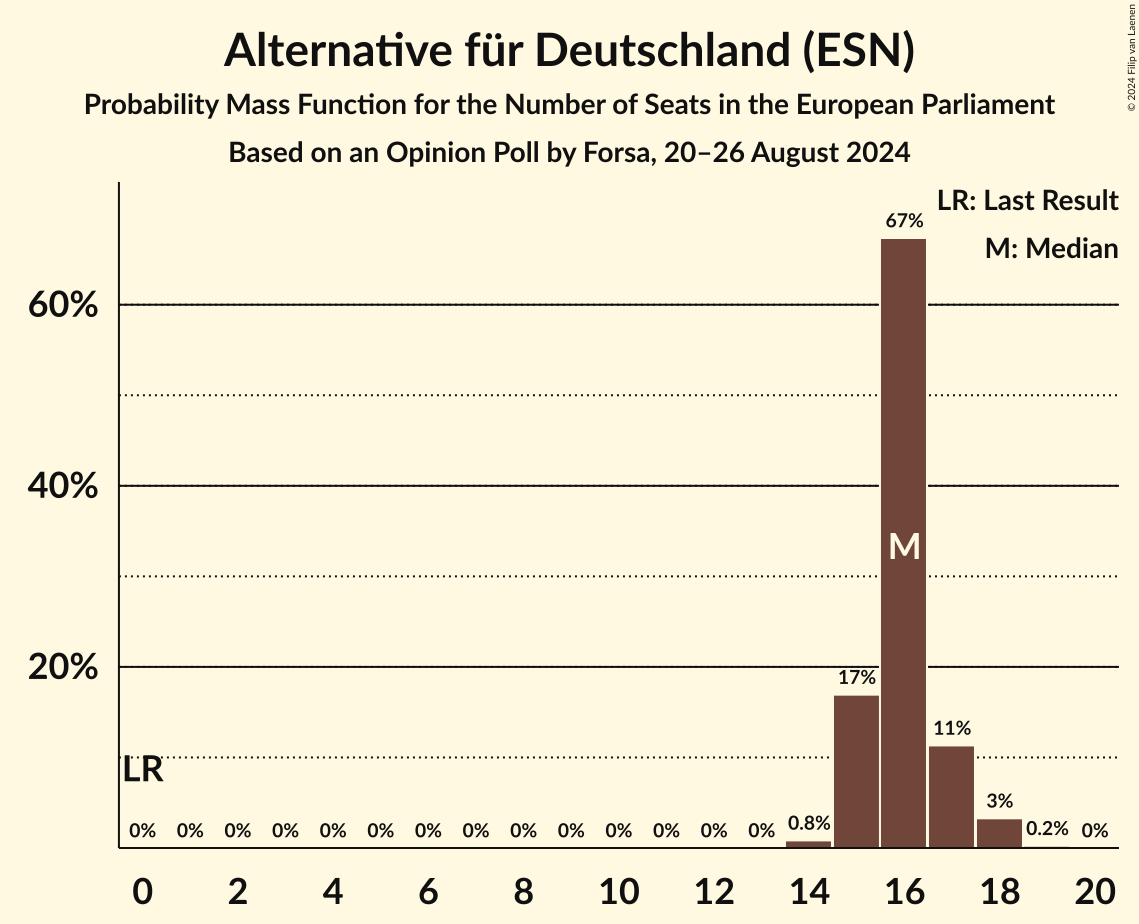 Alternative für Deutschland (ESN)
Probability Mass Function for the Number of Seats in the European Parliament
Based on an Opinion Poll by Forsa, 20–26 August 2024
© 2024 Filip van Laenen
LR: Last Result
M: Median
67%
60%
40%
M
20%
17%
11%
LR
0% 0% 0% 0% 0% 0% 0% 0% 0% 0% 0% 0% 0% 0% 0.8% 3% 0.2% 0%
0 2 4 6 8 10 12 14 16 18 20